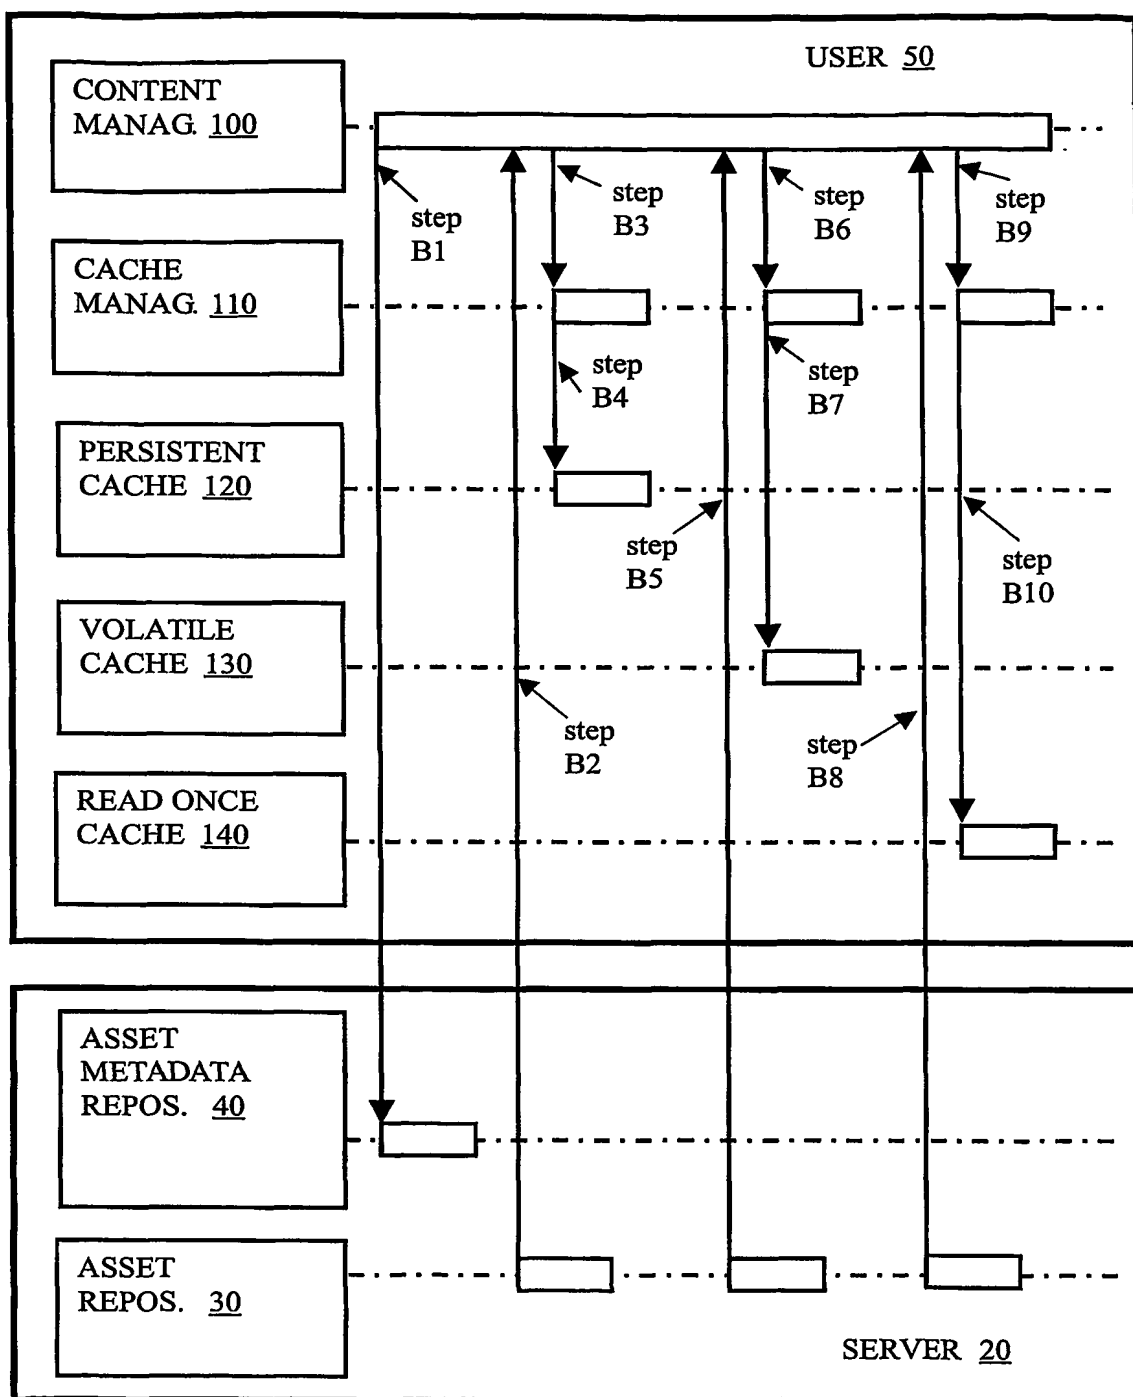 USER 50
CONTENT
MANAG. 100
step
B1
step
B3
step
B6
step
B9
CACHE
MANAG. 110
step
B4
step
B7
PERSISTENT
CACHE 120
step
B5
step
B10
VOLATILE
CACHE 130
step
B2
step
B8
READ ONCE
CACHE 140
ASSET
METADATA
REPOS. 40
ASSET
REPOS. 30
SERVER 20